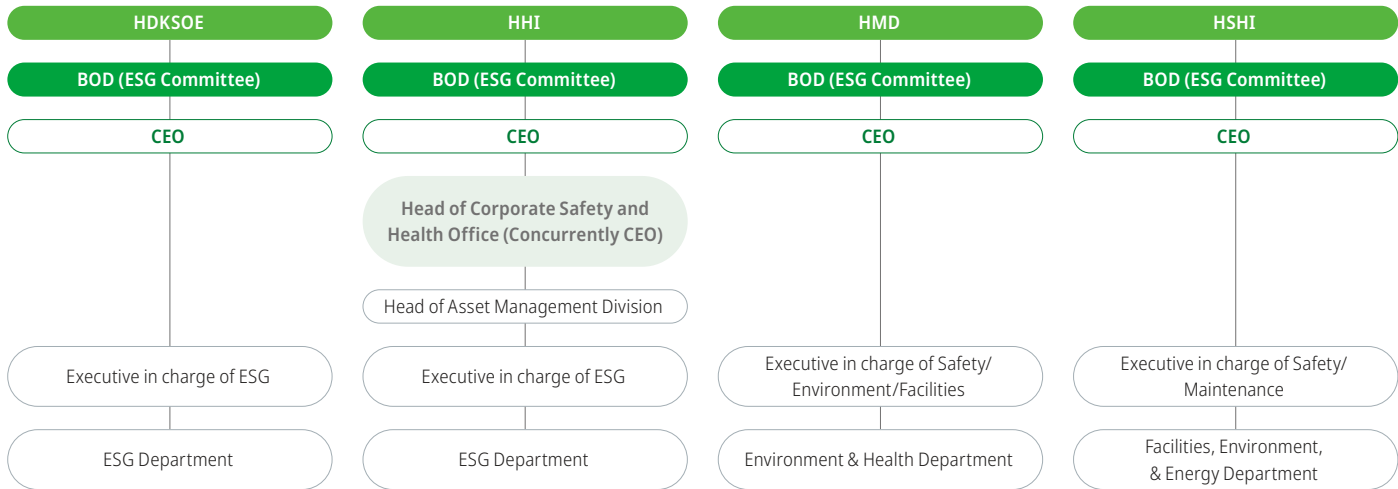 HDKSOE
BOD (ESG Committee)
CEO
Executive in charge of ESG
ESG Department
HHI
BOD (ESG Committee)
CEO
Head of Corporate Safety and
Health Office (Concurrently CEO)
Head of Asset Management Division
Executive in charge of ESG
ESG Department
HMD
BOD (ESG Committee)
CEO
Executive in charge of Safety/
Environment/Facilities
Environment & Health Department
HSHI
BOD (ESG Committee)
CEO
Executive in charge of Safety/
Maintenance
Facilities, Environment,
& Energy Department